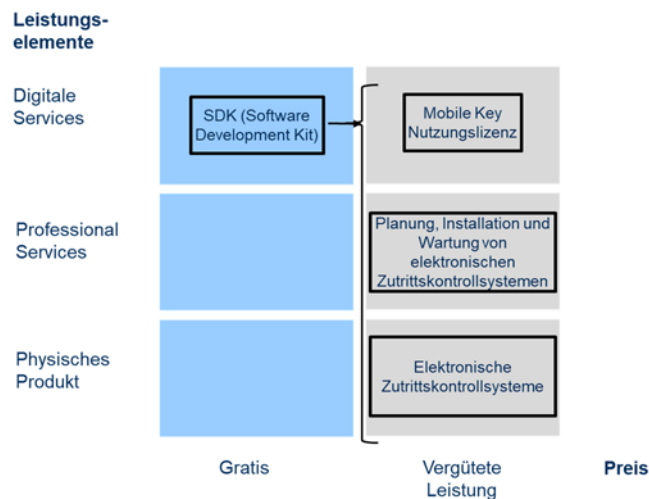 Leistungs-
elemente
Digitale
Services
SDK (Software
Development Kit)
Mobile Key
Nutzungslizenz
Professional
Services
Planung, Installation und
Wartung von
elektronischen
Zutrittskontrollsystemen
Physisches
Produkt
Elektronische
Zutrittskontrollsysteme
Gratis
Vergütete
Leistung
Preis